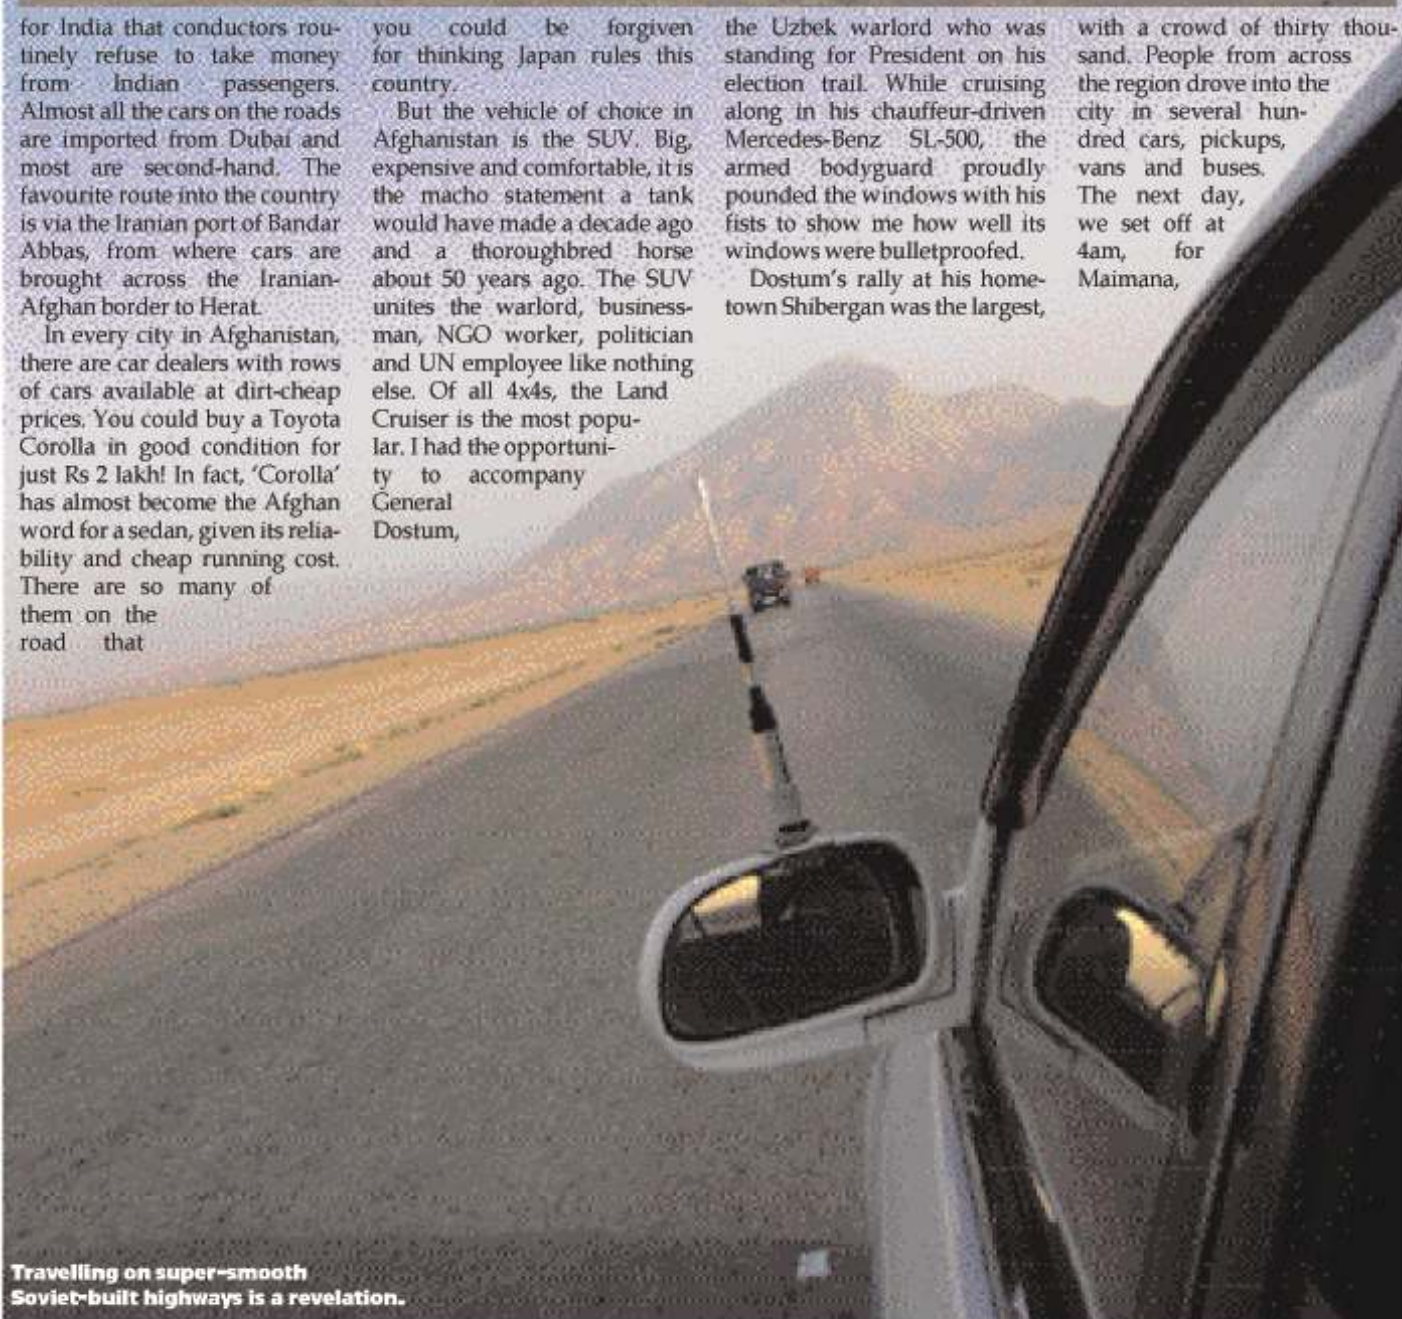 for India that conductors rou-
tinely refuse to take money
from Indian passengers.
Almost all the cars on the roads
are imported from Dubai and
most are second-hand. The
favourite route into the country
is via the Iranian port of Bandar
Abbas, from where cars are
brought across the Iranian-
Afghan border to Herat.
In every city in Afghanistan,
there are car dealers with rows
of cars available at dirt-cheap
prices. You could buy a Toyota
Corolla in good condition for
just Rs 2 lakh! In fact, ‘Corolla’
has almost become the Afghan
word for a sedan, given its relia-
bility and cheap running cost.
There are so many of
them on the
road that
you could be forgiven
for thinking Japan rules this
country.
But the vehicle of choice in
Afghanistan is the SUV. Big,
expensive and comfortable, it is
the macho statement a tank
would have made a decade ago
and a thoroughbred horse
about 50 years ago. The SUV
unites the warlord, business-
man, NGO worker, politician
and UN employee like nothing
else. Of all 4x4s, the Land
Cruiser is the most popu-
lar. I had the opportuni-
ty to accompany
General
Dostum,
the Uzbek warlord who was
standing for President on his
election trail. While cruising
along in his chauffeur-driven
Mercedes-Benz SL-500, the
armed bodyguard proudly
pounded the windows with his
fists to show me how well its
windows were bulletproofed.
Dostum’s rally at his home-
town Shibergan was the largest,
with a crowd of thirty thou-
sand. People from across
the region drove into the
city in several hun-
dred cars, pickups,
vans and buses.
The next day,
we set off at
4am, for
Maimana,
Travelling on super-smooth
Soviet-built highways is a revelation.